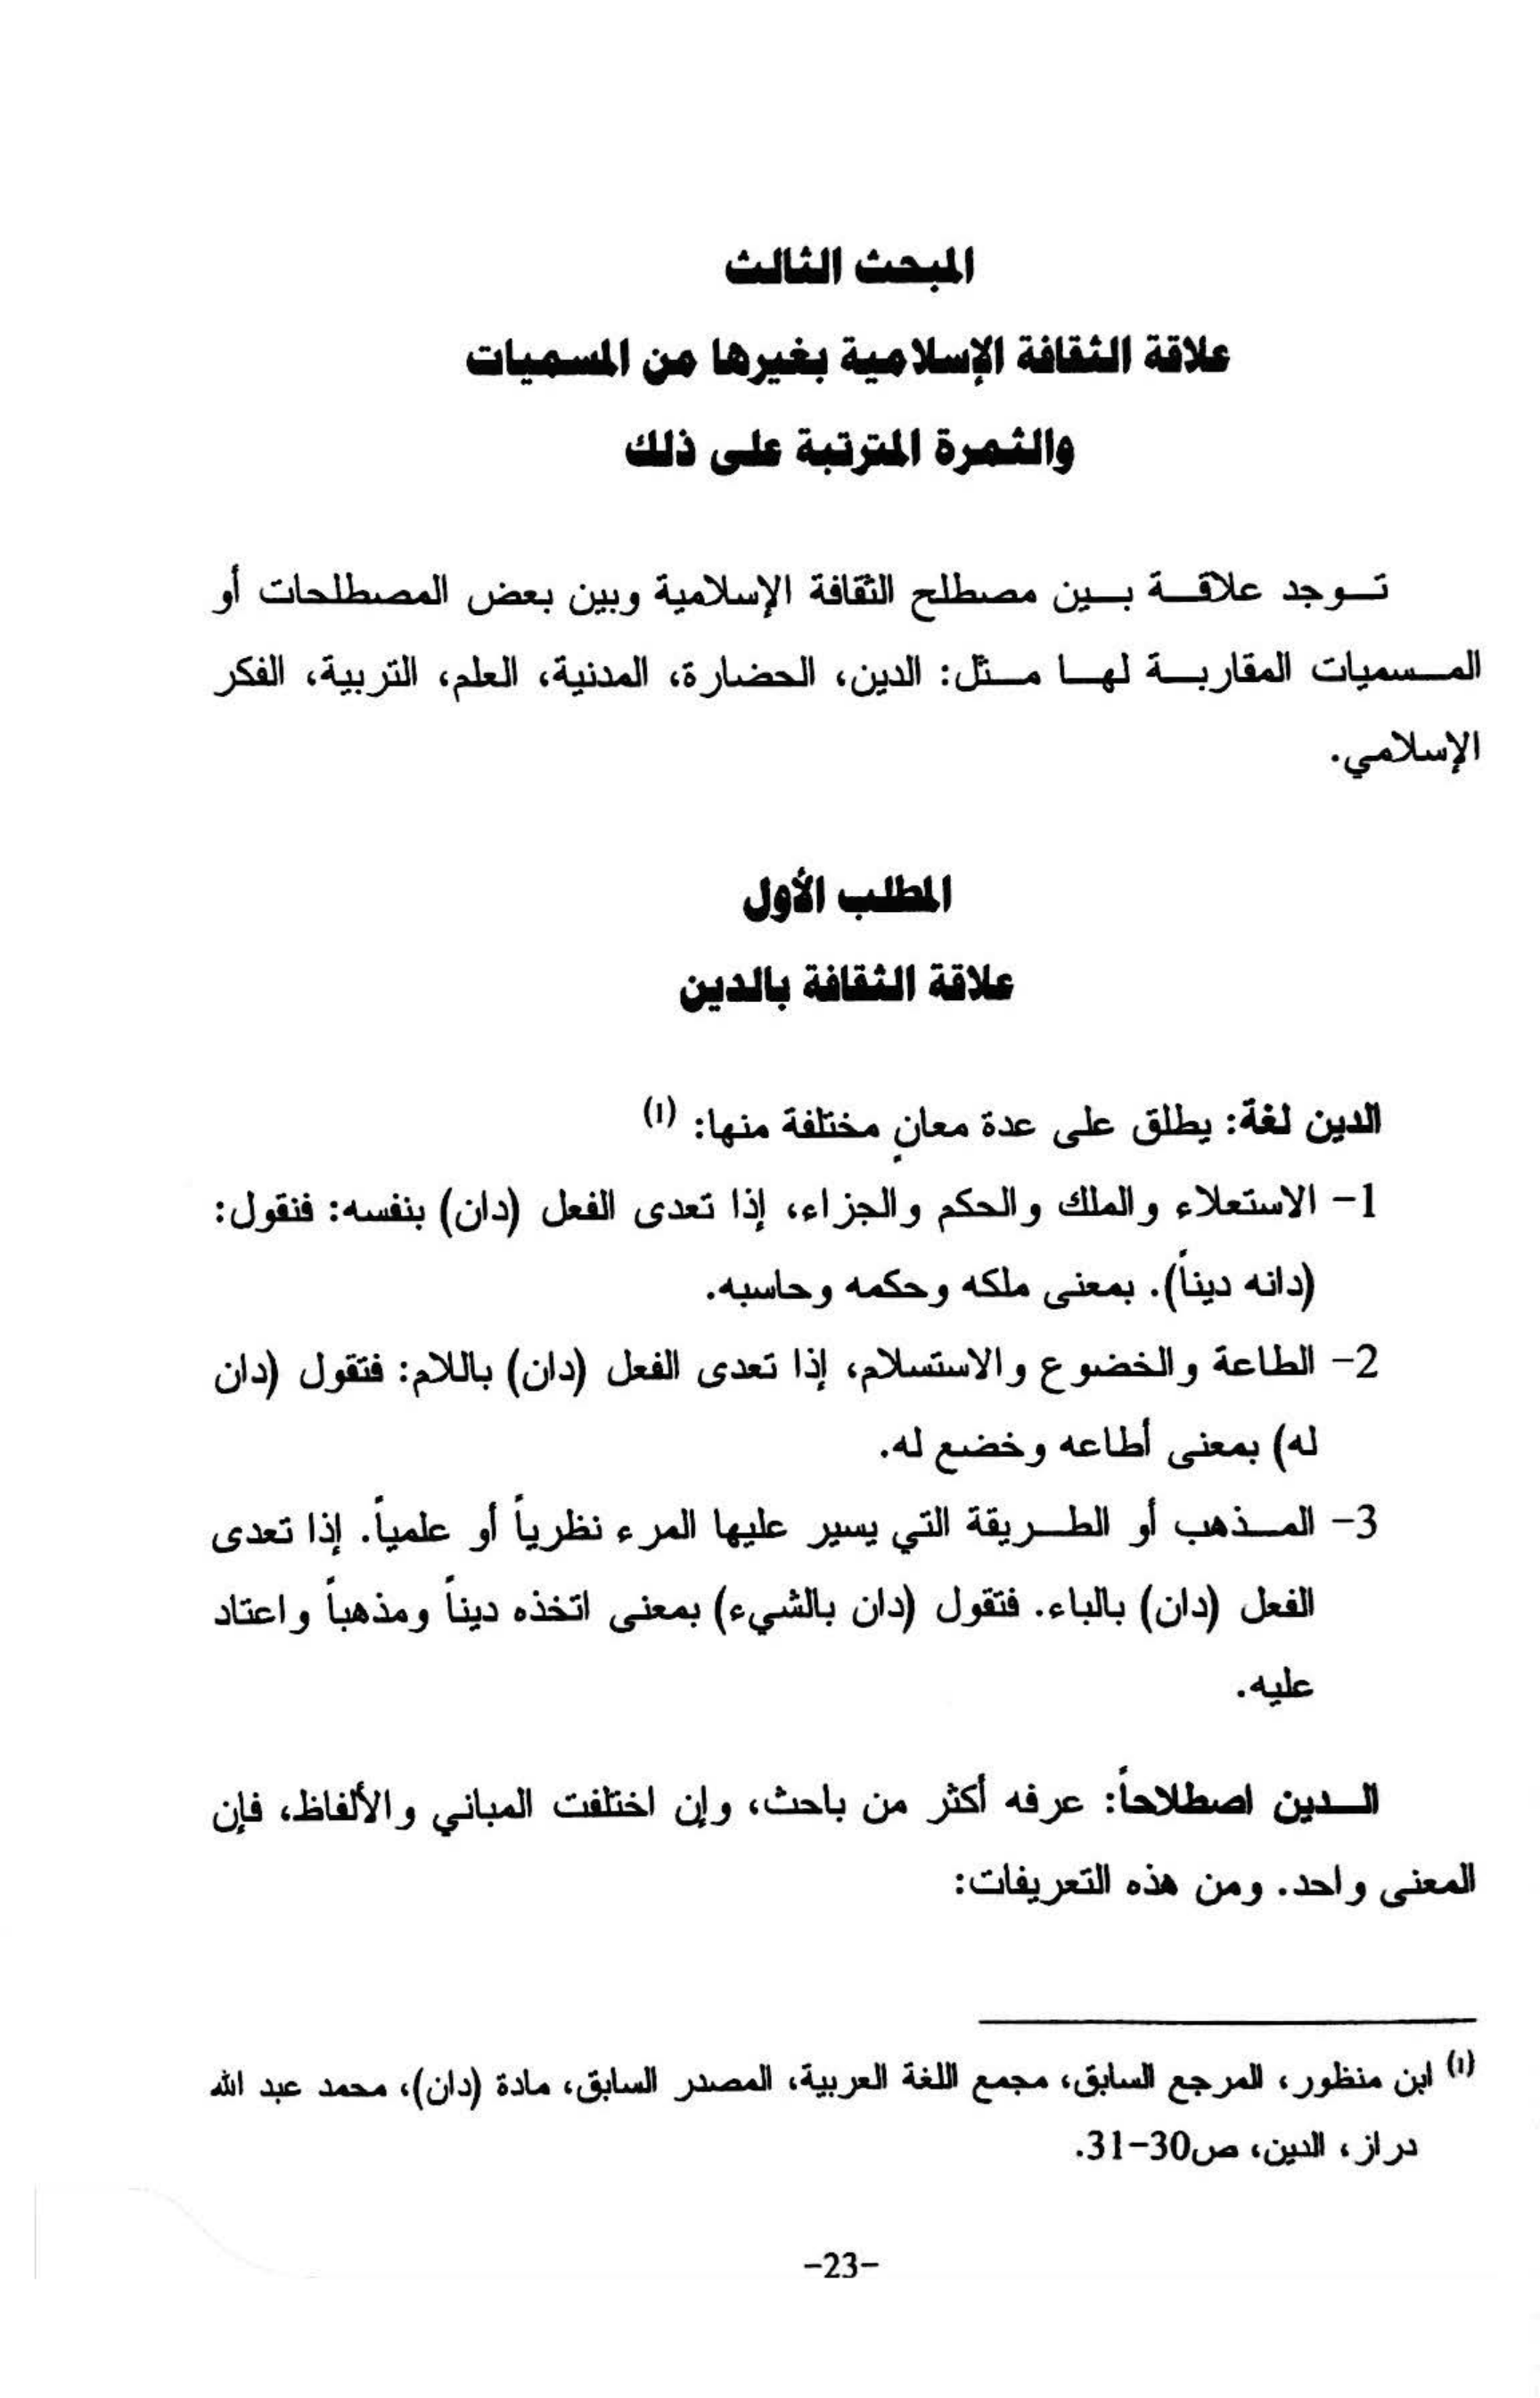 المبحث الثالث
علاقة الثقافة الإسلامية بغيرها من المسميات
والثمرة المترتبة على ذلك
توجد علاقة بين مصطلح الثقافة الإسلامية وبين بعض المصطلحات أو
المسميات المقاربة لها مثل: الدين، الحضارة، المدنية، العلم، التربية، الفكر
الإسلامي.
المطلب الأول
علاقة الثقافة بالدين
الدين لغة: يطلق على عدة معانٍ مختلفة منها: (١)
1- الاستعلاء والملك والحكم والجزاء، إذا تعدى الفعل (دان) بنفسه: فنقول:
(دانه ديناً). بمعنى ملكه وحكمه وحاسبه.
2- الطاعة والخضوع والاستسلام، إذا تعدى الفعل (دان) باللام: فتقول (دان
له) بمعنى أطاعه وخضع له.
3- المذهب أو الطريقة التي يسير عليها المرء نظرياً أو علمياً. إذا تعدى
الفعل (دان) بالباء. فتقول (دان بالشيء) بمعنى اتخذه ديناً ومذهباً واعتاد
عليه.
الدين اصطلاحاً: عرفه أكثر من باحث، وإن اختلفت المباني والألفاظ، فإن
المعنى واحد. ومن هذه التعريفات:
(١) ابن منظور، المرجع السابق، مجمع اللغة العربية، المصدر السابق، مادة (دان)، محمد عبد الله
دراز، الدين، ص30-31.
-23-